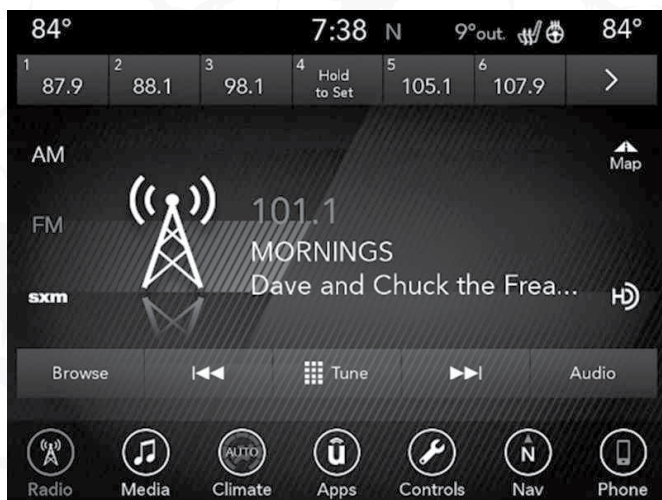 84° 7:38 N 9°out. 84°
1 87.9 2 88.1 3 98.1 4 Hold to Set 5 105.1 6 107.9 >
AM
Map
101.1
FM
MORNINGS
Dave and Chuck the Frea...
sxm
HD
Browse Tune Audio
AUTO û N
Radio Media Climate Apps Controls Nav Phone